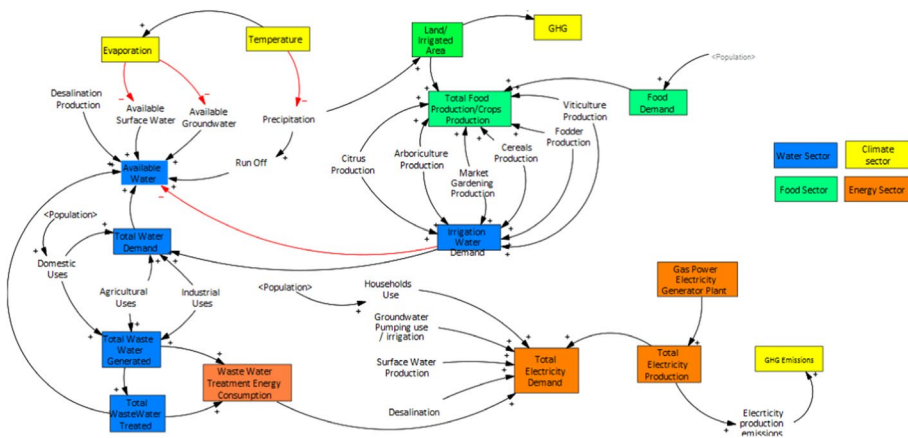 Evaporation
Temperature
Desalination
Production
Available
Surface Water
Available
Groundwater
Precipitation
Run Off
Available
Water
<Population>
Total Water
Demand
Domestic
Uses
Agricultural
Uses
Industrial
Uses
Total Waste
Water
Generated
Total
WasteWater
Treated
Waste Water
Treatment Energy
Consumption
Land/
Irrigated
Area
GHG
<Population>
Food
Demand
Total Food
Production/Crops
Production
Citrus
Production
Arboriculture
Production
Market
Gardening
Production
Cereals
Production
Viticulture
Production
Fodder
Production
Irrigation
Water
Demand
Water Sector
Climate
sector
Food Sector
Energy Sector
<Population>
Households
Use
Groundwater
Pumping use
/ irrigation
Surface Water
Production
Desalination
Total
Electricity
Demand
Gas Power
Electricity
Generator Plant
Total
Electricity
Production
GHG Emissions
Elecrticity
production
emissions